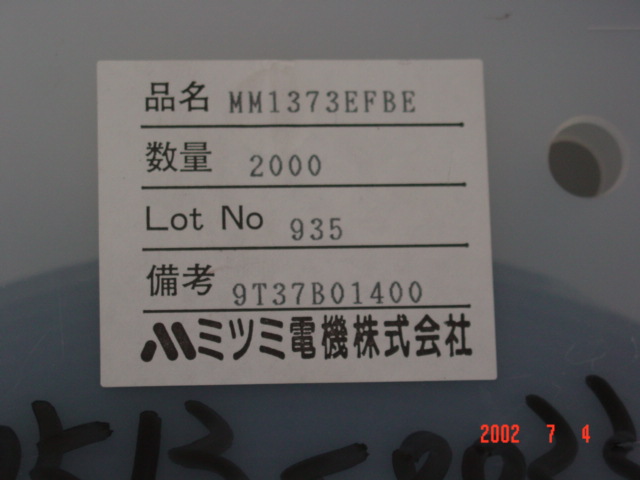 品名 MM1373EFBE
数量 2000
Lot No 935
備考 9T37B01400
ミツミ電機株式会社
2002 7 4